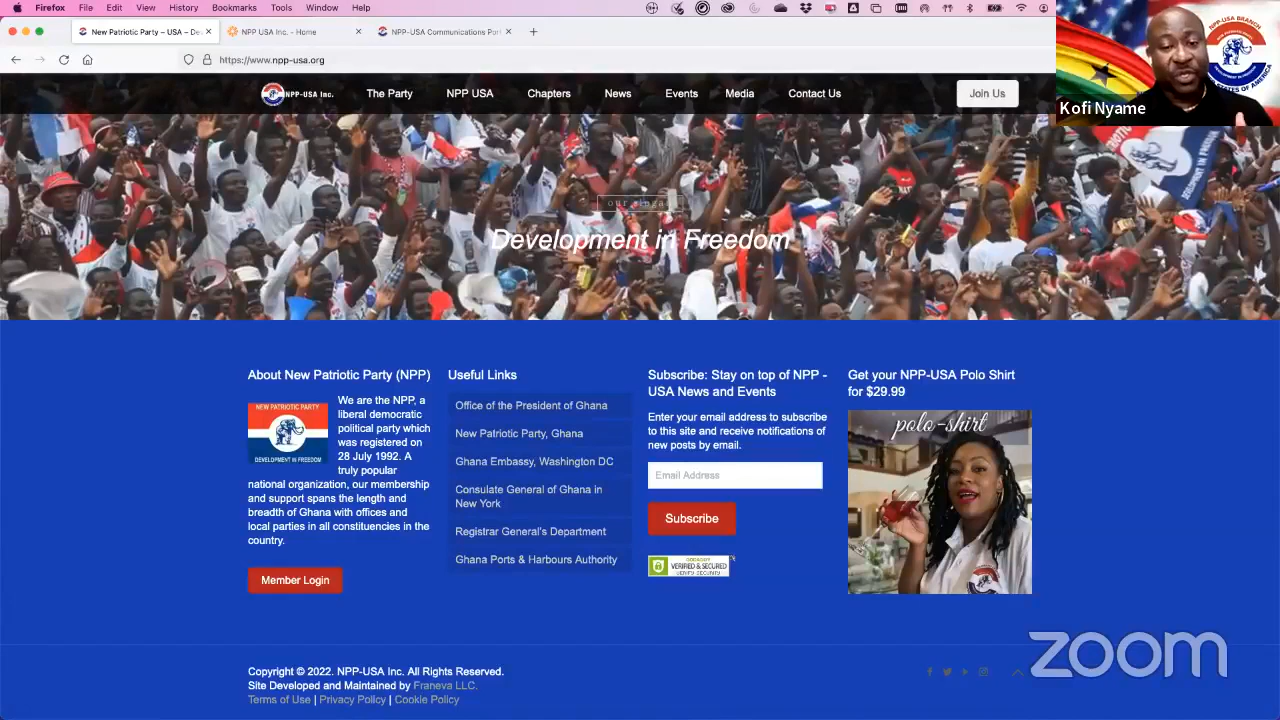 Firefox File Edit View History Bookmarks Tools Window Help
New Patriotic Party – USA – De
NPP USA Inc. - Home
NPP-USA Communications Por
https://www.npp-usa.org
NPP-USA BRANCH
Kofi Nyame
NPP-USA Inc.
The Party
NPP USA
Chapters
News
Events
Media
Contact Us
Join Us
our slogan
Development in Freedom
About New Patriotic Party (NPP)
NEW PATRIOTIC PARTY
DEVELOPMENT IN FREEDOM
We are the NPP, a
liberal democratic
political party which
was registered on
28 July 1992. A
truly popular
national organization, our membership
and support spans the length and
breadth of Ghana with offices and
local parties in all constituencies in the
country.
Member Login
Useful Links
Office of the President of Ghana
New Patriotic Party, Ghana
Ghana Embassy, Washington DC
Consulate General of Ghana in
New York
Registrar General's Department
Ghana Ports & Harbours Authority
Subscribe: Stay on top of NPP -
USA News and Events
Enter your email address to subscribe
to this site and receive notifications of
new posts by email.
Email Address
Subscribe
VERIFIED & SECURED
VERIFY SECURITY
Get your NPP-USA Polo Shirt
for $29.99
polo-shirt
Copyright © 2022. NPP-USA Inc. All Rights Reserved.
Site Developed and Maintained by Franeva LLC.
Terms of Use | Privacy Policy | Cookie Policy
zoom